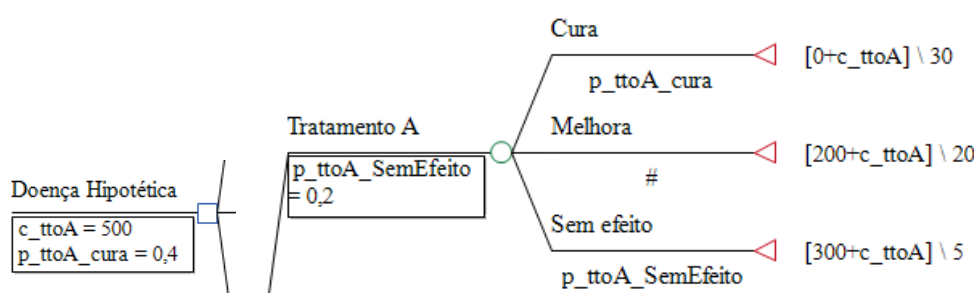 Cura
[0+c_ttoA] \ 30
p_ttoA_cura
Tratamento A
Melhora
p_ttoA_SemEfeito
= 0,2
[200+c_ttoA] \ 20
#
Doença Hipotética
c_ttoA = 500
p_ttoA_cura = 0,4
Sem efeito
[300+c_ttoA] \ 5
p_ttoA_SemEfeito